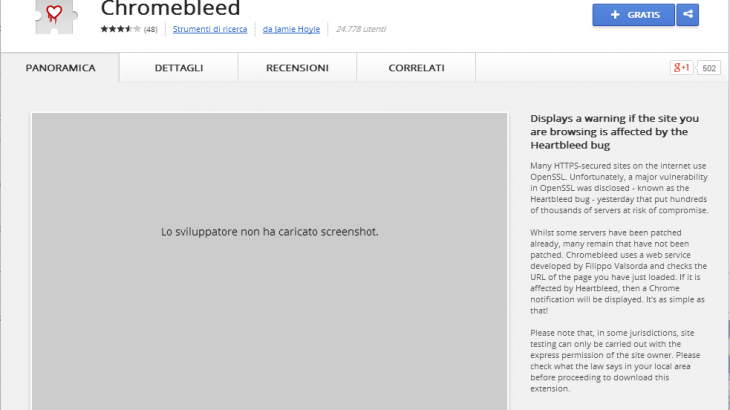 Chromebleed
(48) Strumenti di ricerca da Jamie Hoyle 24.778 utenti
+ GRATIS
PANORAMICA DETTAGLI RECENSIONI CORRELATI
g+1 502
Lo sviluppatore non ha caricato screenshot.
Displays a warning if the site you
are browsing is affected by the
Heartbleed bug
Many HTTPS-secured sites on the internet use
OpenSSL. Unfortunately, a major vulnerability
in OpenSSL was disclosed - known as the
Heartbleed bug - yesterday that put hundreds
of thousands of servers at risk of compromise.
Whilst some servers have been patched
already, many remain that have not been
patched. Chromebleed uses a web service
developed by Filippo Valsorda and checks the
URL of the page you have just loaded. If it is
affected by Heartbleed, then a Chrome
notification will be displayed. It's as simple as
that!
Please note that, in some jurisdictions, site
testing can only be carried out with the
express permission of the site owner. Please
check what the law says in your local area
before proceeding to download this
extension.